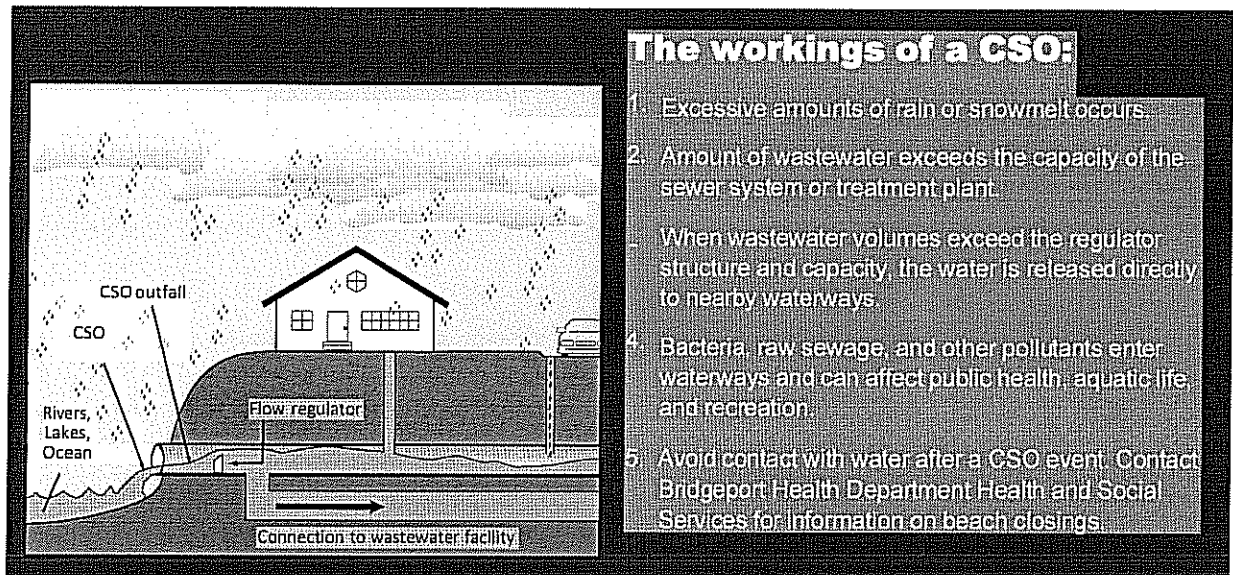 The workings of a CSO:
1. Excessive amounts of rain or snowmelt occurs.
2. Amount of wastewater exceeds the capacity of the
sewer system or treatment plant.
When wastewater volumes exceed the regulator
structure and capacity, the water is released directly
to nearby waterways.
4. Bacteria, raw sewage, and other pollutants enter
waterways and can affect public health, aquatic life,
and recreation.
5. Avoid contact with water after a CSO event. Contact
Bridgeport Health Department Health and Social
Services for Information on beach closings.
CSO outfall
CSO
Rivers,
Lakes,
Ocean
Flow regulator
Connection to wastewater facility